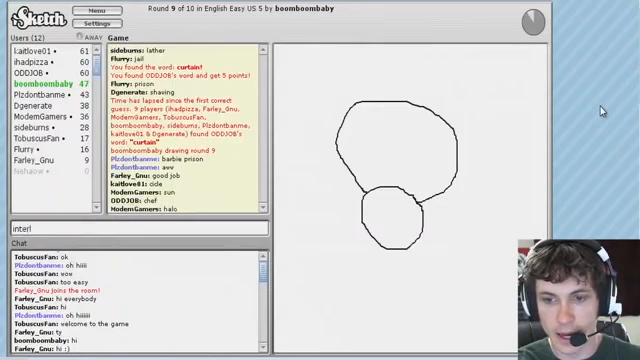 iSketch
Menu
Settings
Round 9 of 10 in English Easy US 5 by boomboombaby
Users (12)
AWAY
Game
kaitlove01 • 61
ihadpizza • 60
ODDJOB • 60
boomboombaby 47
Plzdontbanme • 43
Dgenerate 38
ModemGamers • 36
sideburns • 28
TobuscusFan • 17
Flurry • 16
Farley_Gnu 9
0
sideburns: lather
Flurry: jail
You found the word: curtain!
You found ODDJOB's word and get 5 points!
Flurry: prison
Dgenerate: shaving
Time has lapsed since the first correct
guess. 9 players (ihadpizza, Farley_Gnu,
ModemGamers, TobuscusFan,
boomboombaby, sideburns, Plzdontbanme,
kaitlove01 & Dgenerate) found ODDJOB's
word: "curtain"
boomboombaby drawing round 9
Plzdontbanme: barbie prison
Plzdontbanme: aww
Farley_Gnu: good job
kaitlove01: cicle
ModemGamers: sun
ODDJOB: chef
ModemGamers: halo
interl
Chat
TobuscusFan: ok
Plzdontbanme: oh hiiii
TobuscusFan: wow
TobuscusFan: too easy
Farley_Gnu joins the room!
Farley_Gnu: hi everybody
TobuscusFan: hi
Plzdontbanme: oh hiiiiii
TobuscusFan: welcome to the game
Farley_Gnu: ty
boomboombaby: hi
Farley_Gnu: hi :)